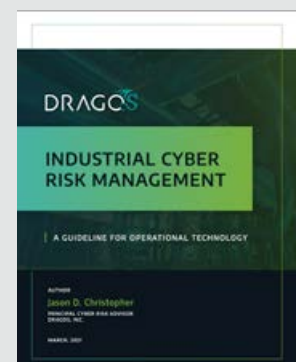 DRAGOS
INDUSTRIAL CYBER
RISK MANAGEMENT
A GUIDELINE FOR OPERATIONAL TECHNOLOGY
AUTHOR
Jason D. Christopher
PRINCIPAL CYBER RISK ADVISOR
DRAGOS, INC.
MARCH, 2021